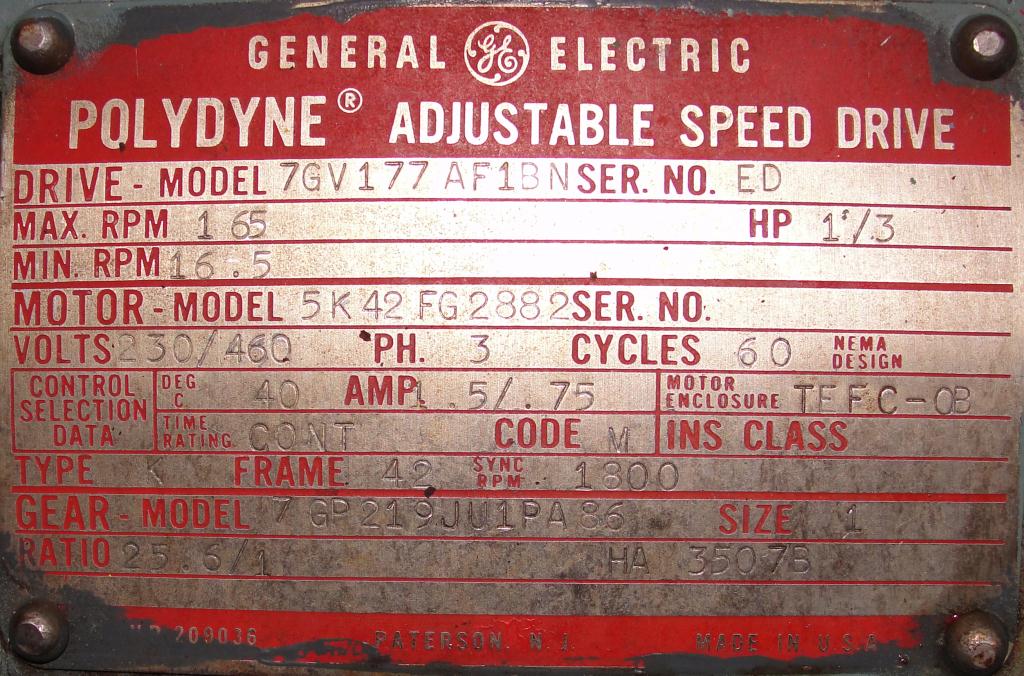 GENERAL GE ELECTRIC
POLYDYNE® ADJUSTABLE SPEED DRIVE
DRIVE - MODEL 7GV177AF1BN SER. NO. ED
MAX. RPM 165 HP 1/3
MIN. RPM 16.5
MOTOR - MODEL 5K42FG2882 SER. NO.
VOLTS 230/460 PH. 3 CYCLES 60 NEMA DESIGN
CONTROL SELECTION DATA DEG C 40 AMP. 1.5/.75 MOTOR ENCLOSURE TEFC-OB
TIME RATING CONT CODE M INS CLASS
TYPE K FRAME 42 SYNC RPM 1800
GEAR - MODEL 7GP219JU1PA86 SIZE 1
RATIO 25.6/1 HA 3507B
209036 PATERSON, N.J. MADE IN U.S.A.